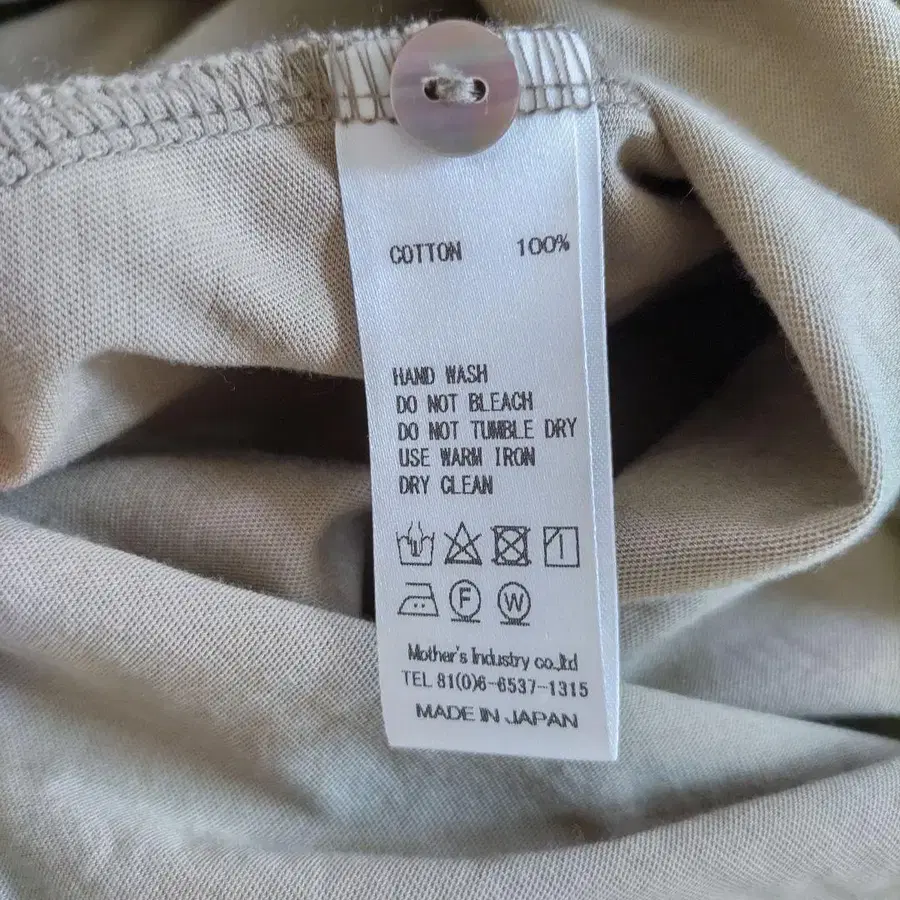 COTTON 100%
HAND WASH
DO NOT BLEACH
DO NOT TUMBLE DRY
USE WARM IRON
DRY CLEAN
F W
Mother's Industry co.,ltd
TEL 81(0)6-6537-1315
MADE IN JAPAN